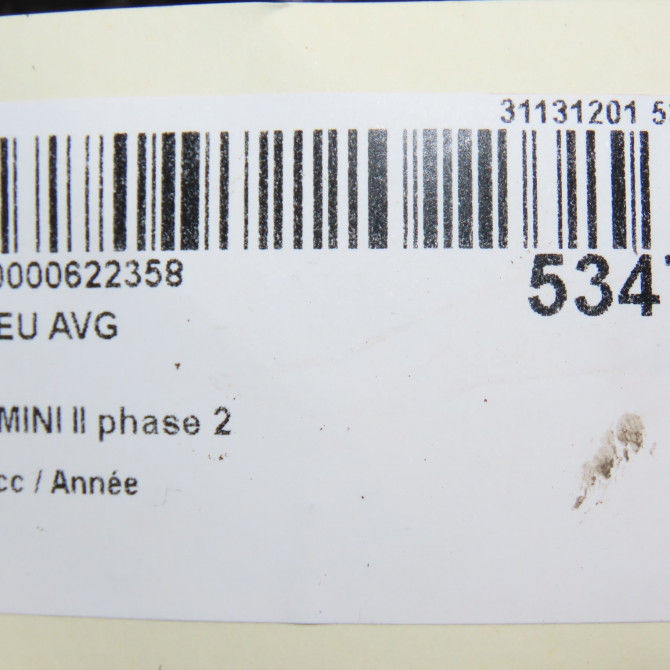 31131201 5
0000622358
534
EU AVG
MINI II phase 2
cc / Année